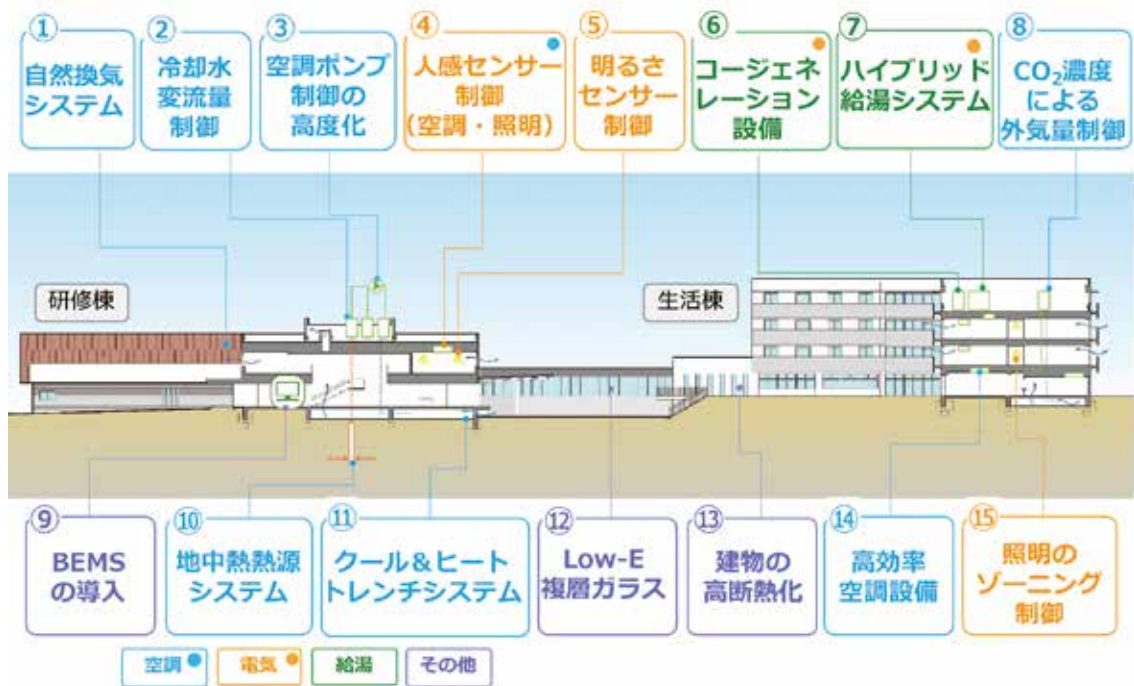 ①
自然換気
システム
②
冷却水
変流量
制御
③
空調ポンプ
制御の
高度化
④
人感センサー
制御
（空調・照明）
⑤
明るさ
センサー
制御
⑥
コージェネ
レーション
設備
⑦
ハイブリッド
給湯システム
⑧
CO₂濃度
による
外気量制御
研修棟
生活棟
⑨
BEMS
の導入
⑩
地中熱熱源
システム
⑪
クール＆ヒート
トレンチシステム
⑫
Low-E
複層ガラス
⑬
建物の
高断熱化
⑭
高効率
空調設備
⑮
照明の
ゾーニング
制御
空調
電気
給湯
その他